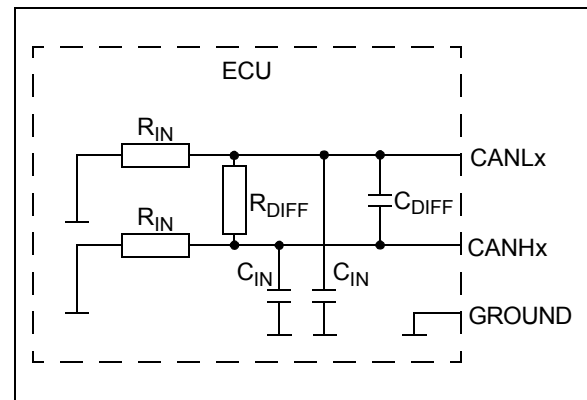 ECU
RIN
CANLx
RDIFF
CDIFF
RIN
CANHx
CIN
CIN
GROUND